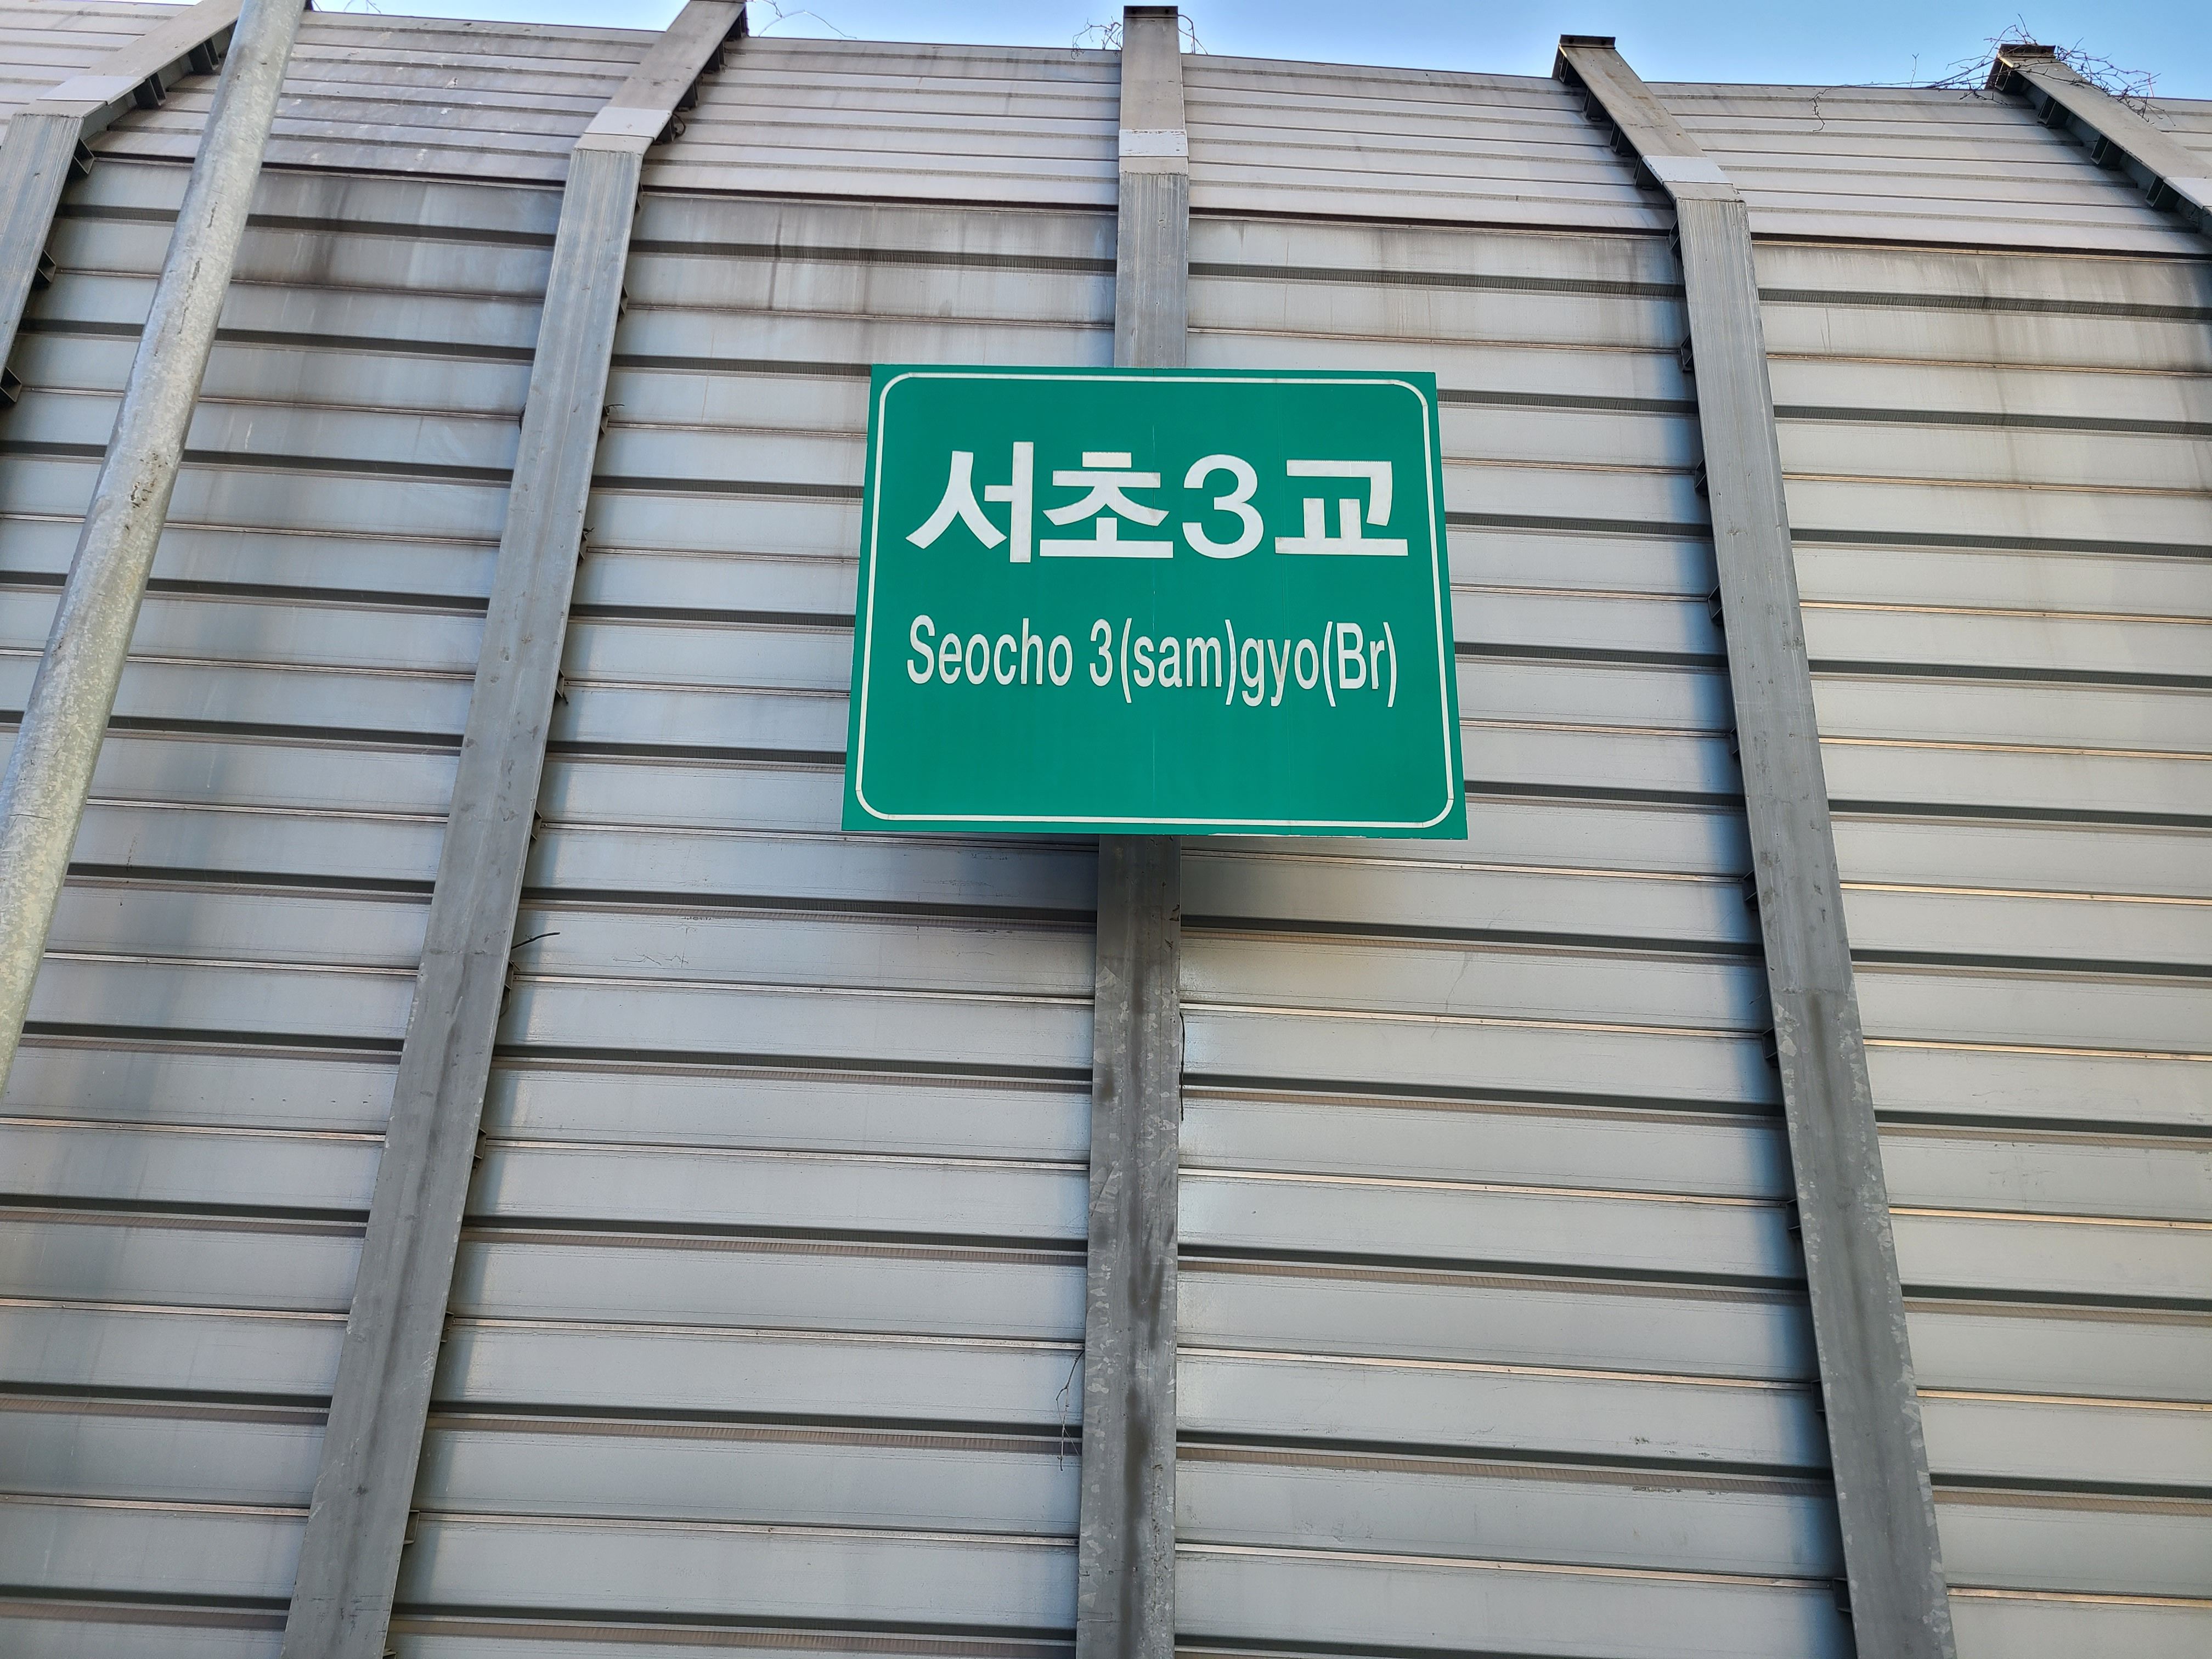 서초3교
Seocho 3(sam)gyo(Br)